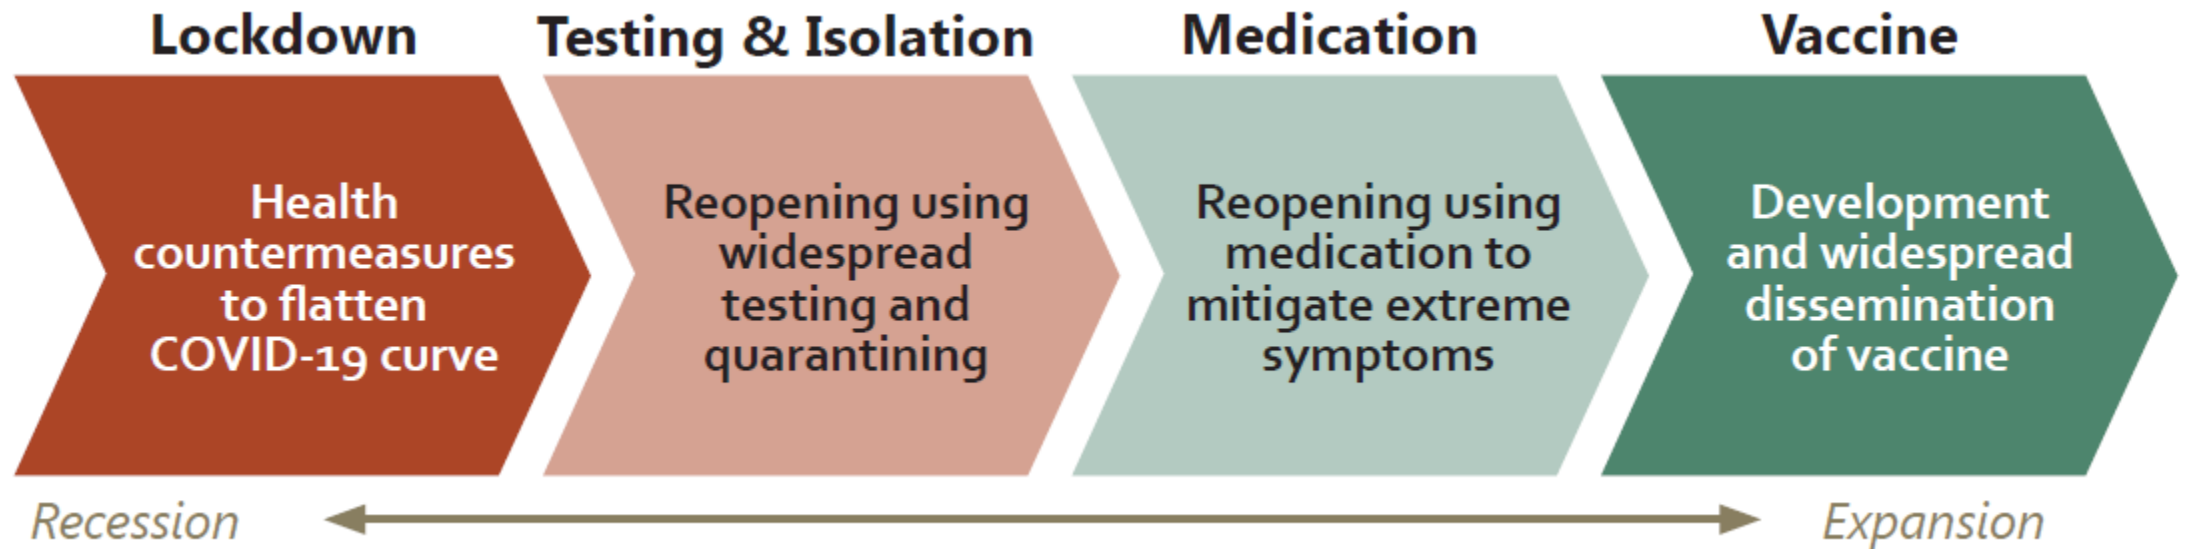 Lockdown
Testing & Isolation
Medication
Vaccine
Health
countermeasures
to flatten
COVID-19 curve
Reopening using
widespread
testing and
quarantining
Reopening using
medication to
mitigate extreme
symptoms
Development
and widespread
dissemination
of vaccine
Recession
Expansion